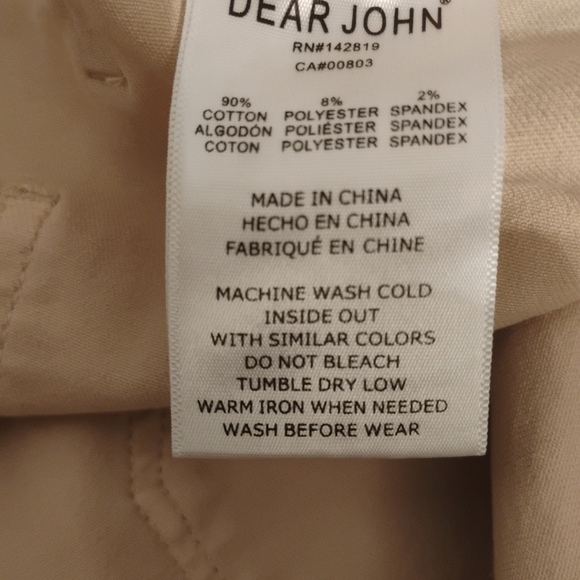 DEAR JOHN®
RN#142819
CA#00803
90% 8% 2%
COTTON POLYESTER SPANDEX
ALGODÓN POLIÉSTER SPANDEX
COTON POLYESTER SPANDEX
MADE IN CHINA
HECHO EN CHINA
FABRIQUÉ EN CHINE
MACHINE WASH COLD
INSIDE OUT
WITH SIMILAR COLORS
DO NOT BLEACH
TUMBLE DRY LOW
WARM IRON WHEN NEEDED
WASH BEFORE WEAR